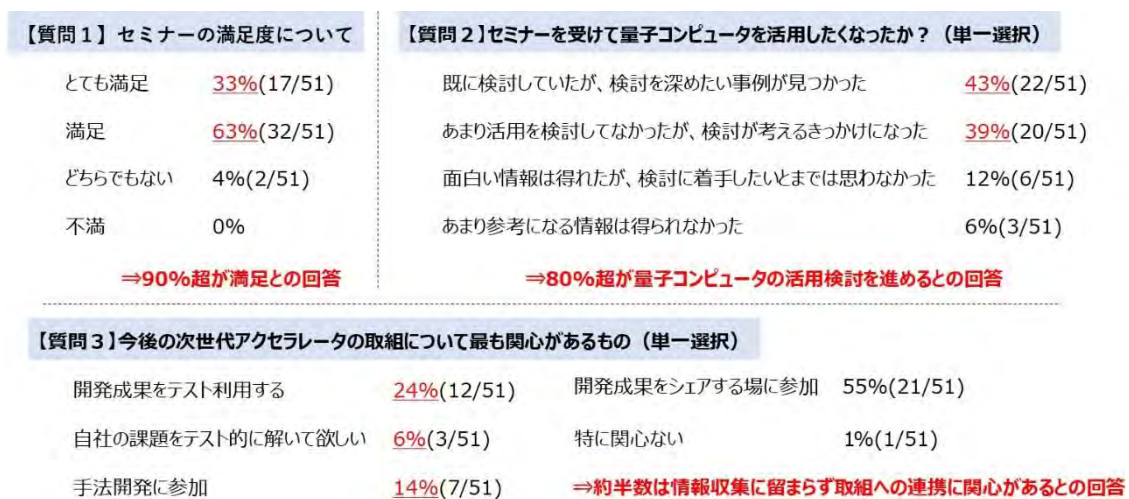 【質問１】セミナーの満足度について
とても満足 33%(17/51)
満足 63%(32/51)
どちらでもない 4%(2/51)
不満 0%
⇒90%超が満足との回答
【質問２】セミナーを受けて量子コンピュータを活用したくなったか？（単一選択）
既に検討していたが、検討を深めたい事例が見つかった 43%(22/51)
あまり活用を検討してなかったが、検討が考えるきっかけになった 39%(20/51)
面白い情報は得れたが、検討に着手したいとまでは思わなかった 12%(6/51)
あまり参考になる情報は得られなかった 6%(3/51)
⇒80%超が量子コンピュータの活用検討を進めるとの回答
【質問３】今後の次世代アクセラレータの取組について最も関心があるもの（単一選択）
開発成果をテスト利用する 24%(12/51)
自社の課題をテスト的に解いて欲しい 6%(3/51)
手法開発に参加 14%(7/51)
開発成果をシェアする場に参加 55%(21/51)
特に関心ない 1%(1/51)
⇒約半数は情報収集に留まらず取組への連携に関心があるとの回答